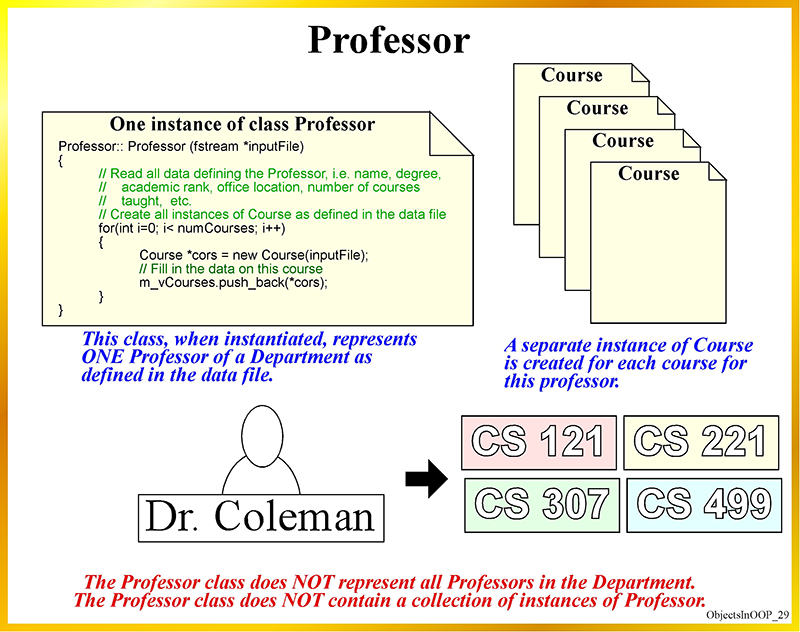 Professor
One instance of class Professor
Professor:: Professor (fstream *inputFile)
{
// Read all data defining the Professor, i.e. name, degree,
// academic rank, office location, number of courses
// taught, etc.
// Create all instances of Course as defined in the data file
for(int i=0; i< numCourses; i++)
{
Course *cors = new Course(inputFile);
// Fill in the data on this course
m_vCourses.push_back(*cors);
}
}
Course
Course
Course
Course
This class, when instantiated, represents
ONE Professor of a Department as
defined in the data file.
A separate instance of Course
is created for each course for
this professor.
Dr. Coleman
CS 121
CS 221
CS 307
CS 499
The Professor class does NOT represent all Professors in the Department.
The Professor class does NOT contain a collection of instances of Professor.
ObjectsInOOP_29